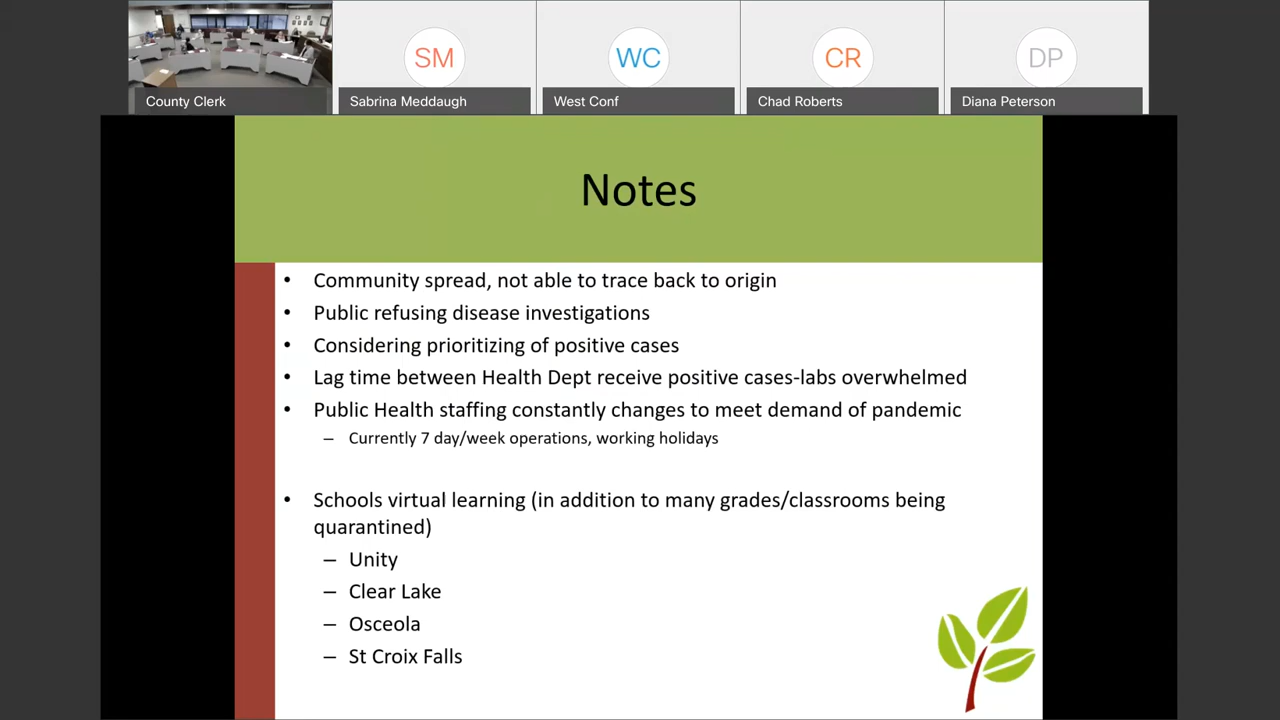 SM
WC
CR
DP
County Clerk
Sabrina Meddaugh
West Conf
Chad Roberts
Diana Peterson
Notes
• Community spread, not able to trace back to origin
• Public refusing disease investigations
• Considering prioritizing of positive cases
• Lag time between Health Dept receive positive cases-labs overwhelmed
• Public Health staffing constantly changes to meet demand of pandemic
– Currently 7 day/week operations, working holidays
• Schools virtual learning (in addition to many grades/classrooms being
quarantined)
– Unity
– Clear Lake
– Osceola
– St Croix Falls